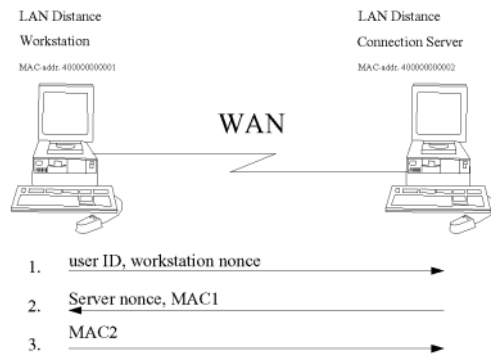 LAN Distance
Workstation
MAC-addr. 400000000001
LAN Distance
Connection Server
MAC-addr. 400000000002
WAN
1. user ID, workstation nonce
2. Server nonce, MAC1
3. MAC2